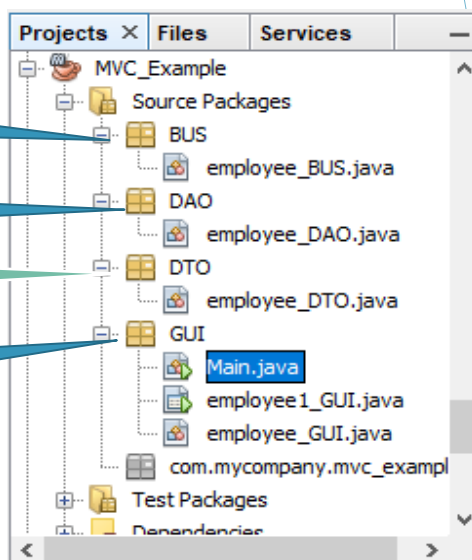 Projects × Files Services
MVC_Example
Source Packages
BUS
employee_BUS.java
DAO
employee_DAO.java
DTO
employee_DTO.java
GUI
Main.java
employee1_GUI.java
employee_GUI.java
com.mycompany.mvc_exampl
Test Packages
Dependencies